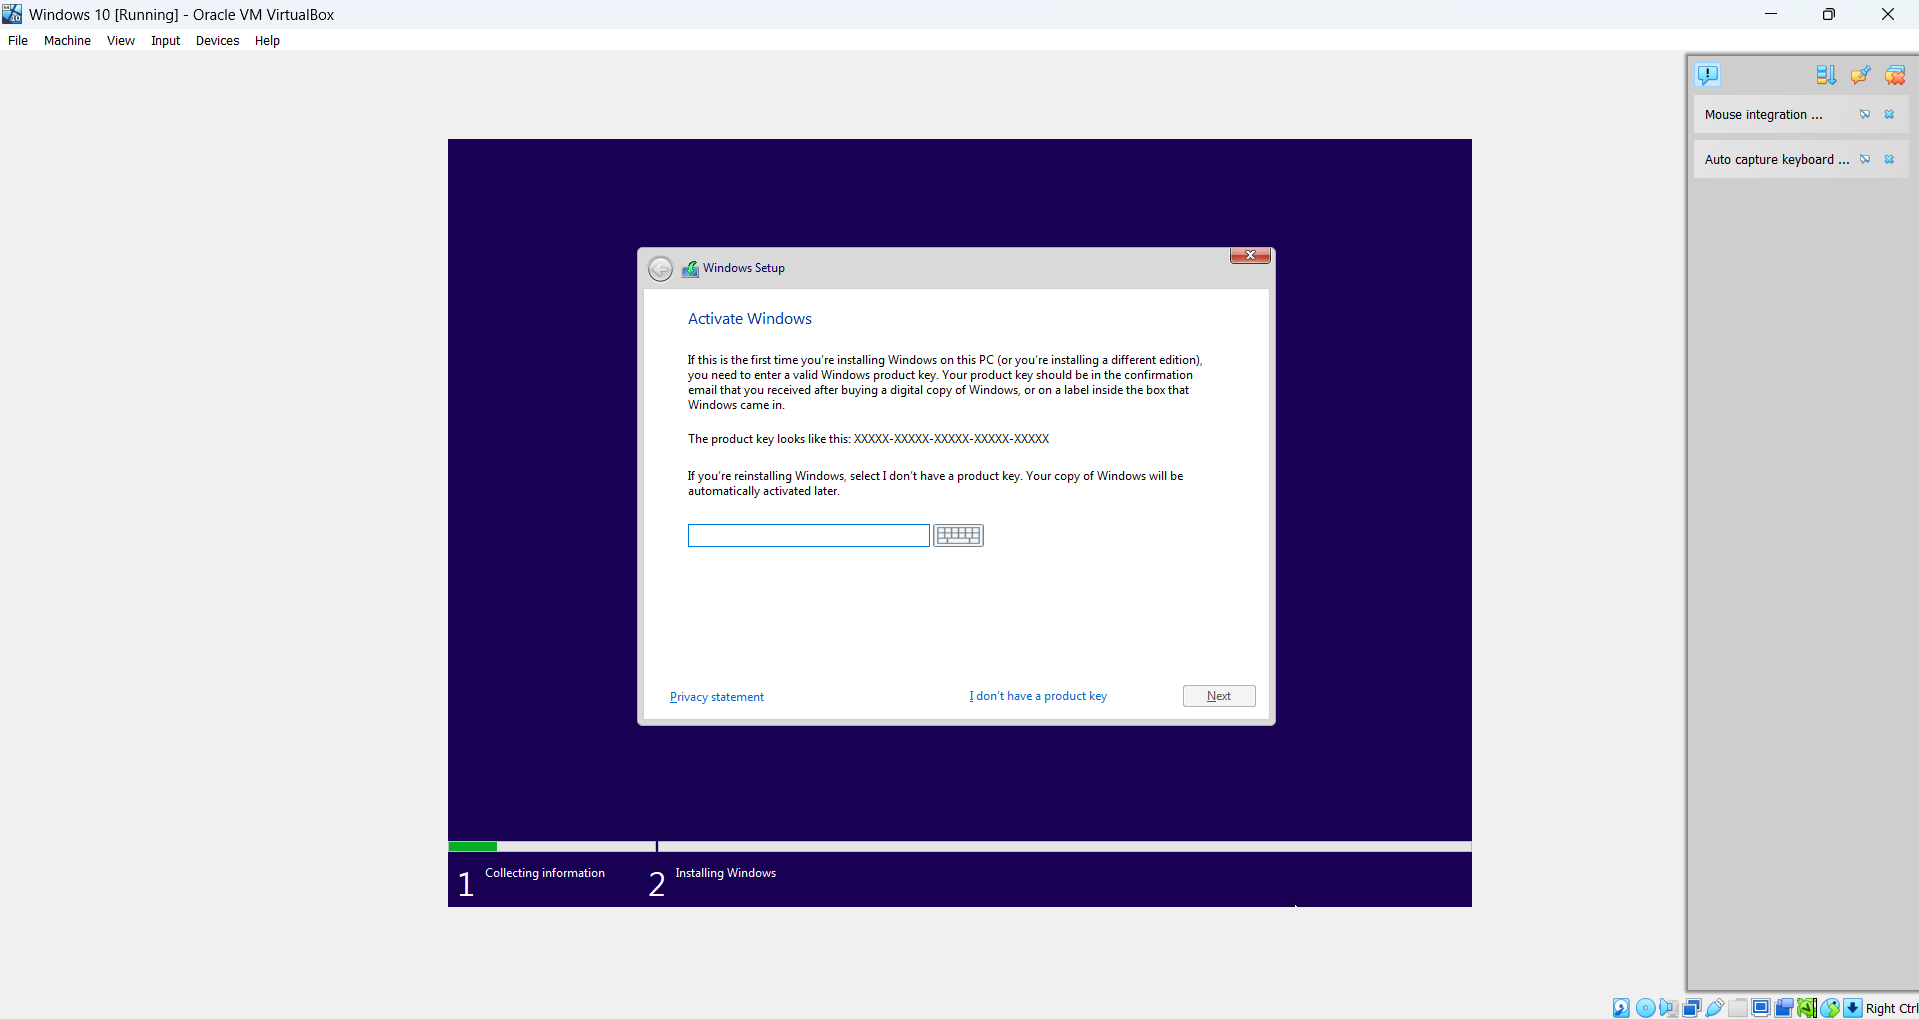 Windows 10 [Running] - Oracle VM VirtualBox
File Machine View Input Devices Help
Mouse integration ...
Auto capture keyboard ...
Windows Setup
Activate Windows
If this is the first time you're installing Windows on this PC (or you're installing a different edition),
you need to enter a valid Windows product key. Your product key should be in the confirmation
email that you received after buying a digital copy of Windows, or on a label inside the box that
Windows came in.
The product key looks like this: XXXXX-XXXXX-XXXXX-XXXXX-XXXXX
If you're reinstalling Windows, select I don't have a product key. Your copy of Windows will be
automatically activated later.
Privacy statement
I don't have a product key
Next
1 Collecting information
2 Installing Windows
Right Ctrl